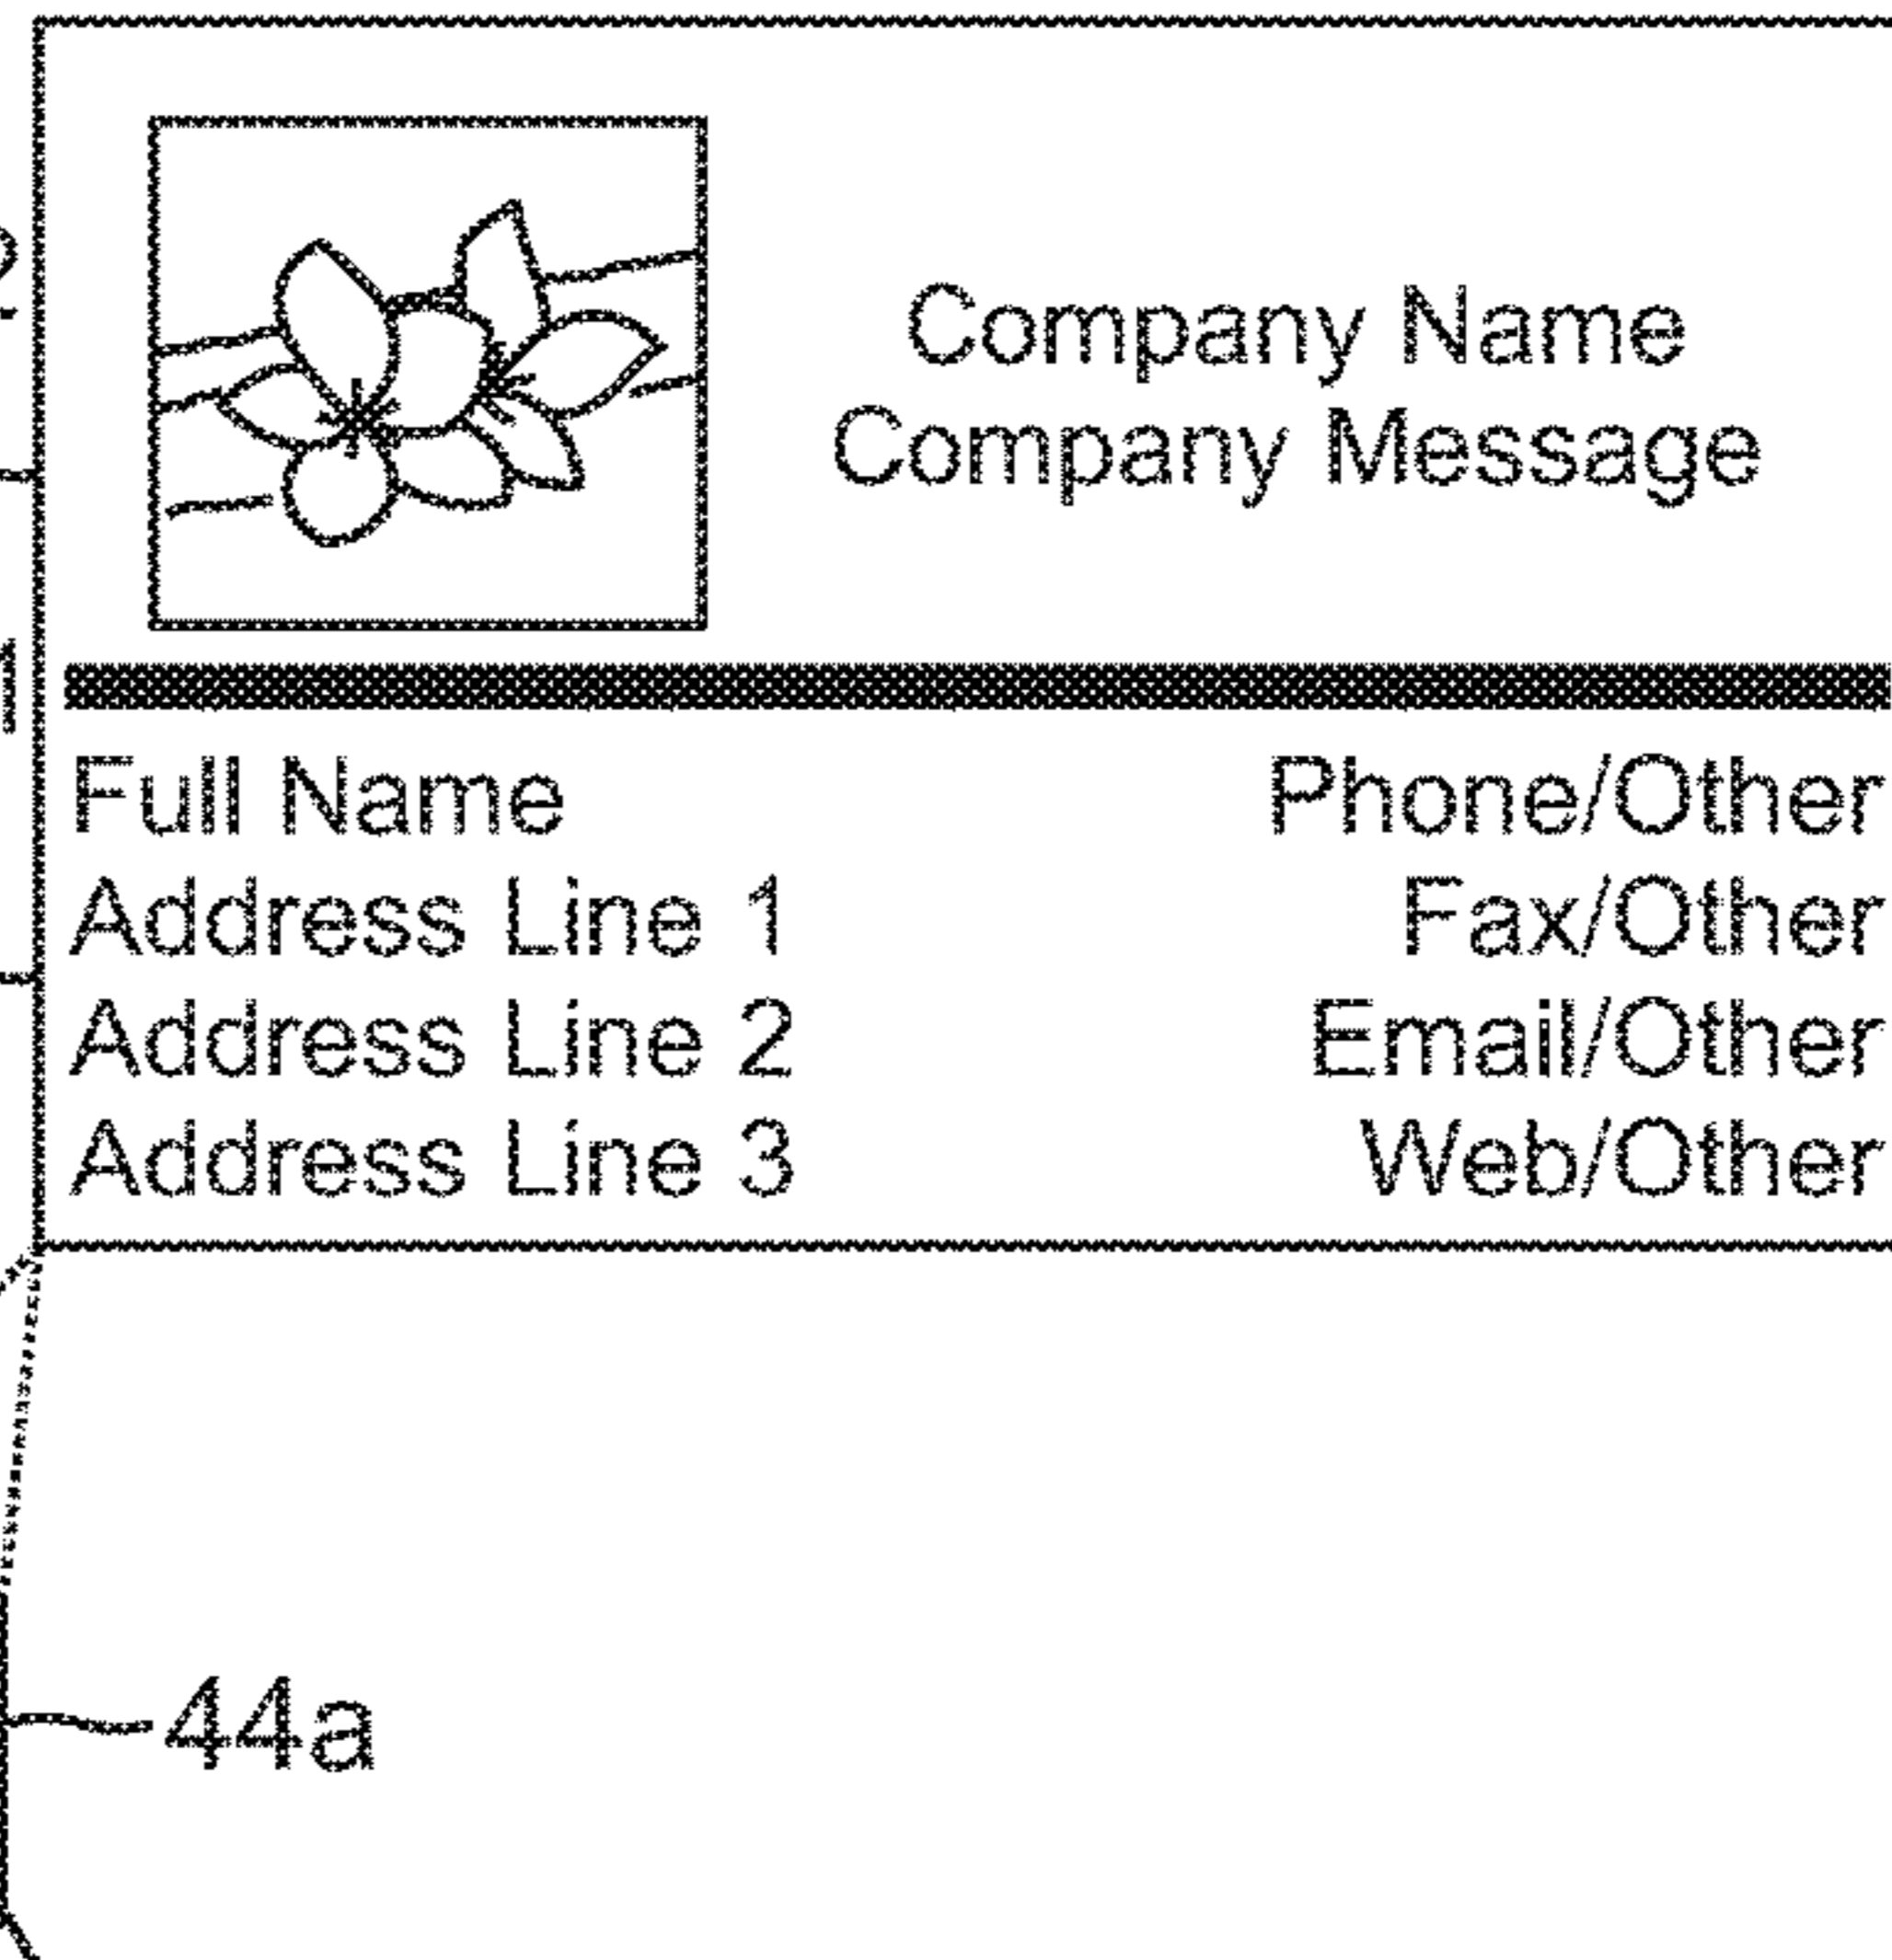 Company Name
Company Message
Full Name
Phone/Other
Address Line 1
Fax/Other
Address Line 2
Email/Other
Address Line 3
Web/Other
44a